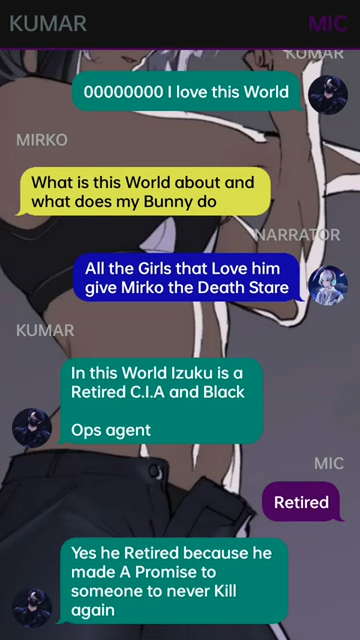 KUMAR
MIC
KUMAR
00000000 I love this World
MIRKO
What is this World about and
what does my Bunny do
NARRATOR
All the Girls that Love him
give Mirko the Death Stare
KUMAR
In this World Izuku is a
Retired C.I.A and Black
Ops agent
MIC
Retired
Yes he Retired because he
made A Promise to
someone to never Kill
again